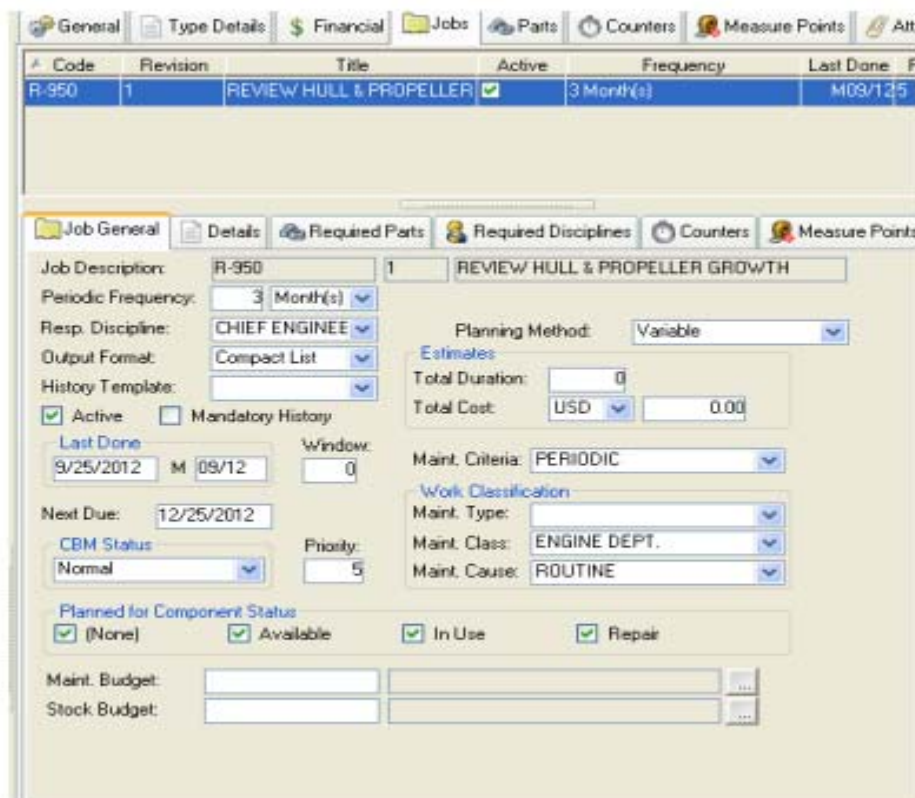 General Type Details $ Financial Jobs Parts Counters Measure Points Att
Code Revision Title Active Frequency Last Done F
R-950 1 REVIEW HULL & PROPELLER 3 Month(s) M09/12 5
Job General Details Required Parts Required Disciplines Counters Measure Points
Job Description: R-950 1 REVIEW HULL & PROPELLER GROWTH
Periodic Frequency: 3 Month(s)
Resp. Discipline: CHIEF ENGINEE Planning Method: Variable
Output Format: Compact List Estimates
History Template: Total Duration: 0
Active Mandatory History Total Cost: USD 0.00
Last Done Window:
9/25/2012 M 09/12 0 Maint. Criteria: PERIODIC
Work Classification
Next Due: 12/25/2012 Maint. Type:
CBM Status Priority: Maint. Class: ENGINE DEPT.
Normal 5 Maint. Cause: ROUTINE
Planned for Component Status
(None) Available In Use Repair
Maint. Budget: ...
Stock Budget: ...